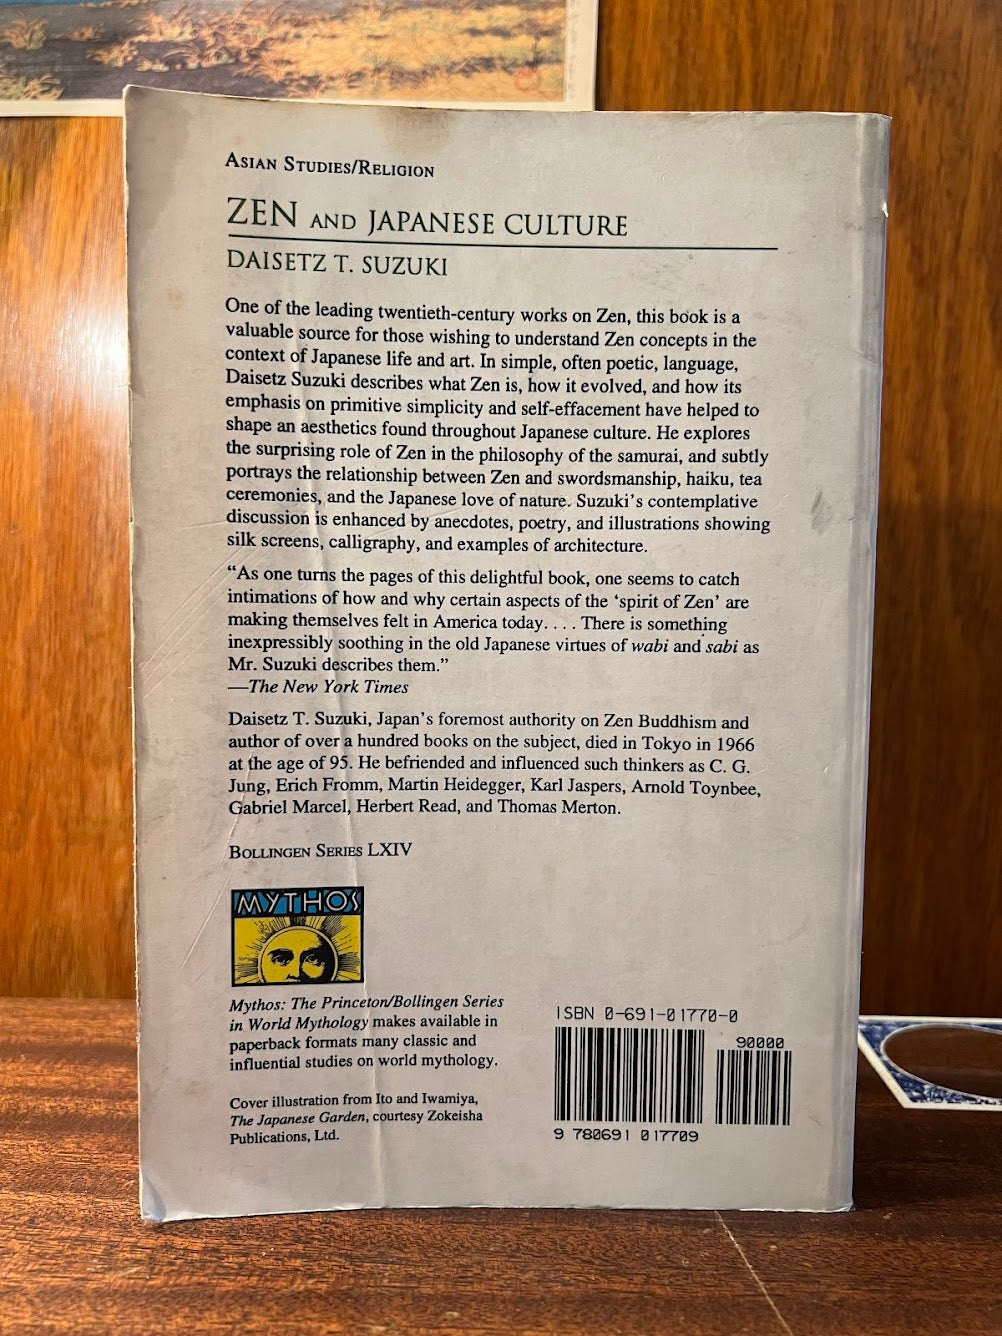 ASIAN STUDIES/RELIGION
ZEN AND JAPANESE CULTURE
DAISETZ T. SUZUKI
One of the leading twentieth-century works on Zen, this book is a
valuable source for those wishing to understand Zen concepts in the
context of Japanese life and art. In simple, often poetic, language,
Daisetz Suzuki describes what Zen is, how it evolved, and how its
emphasis on primitive simplicity and self-effacement have helped to
shape an aesthetics found throughout Japanese culture. He explores
the surprising role of Zen in the philosophy of the samurai, and subtly
portrays the relationship between Zen and swordsmanship, haiku, tea
ceremonies, and the Japanese love of nature. Suzuki's contemplative
discussion is enhanced by anecdotes, poetry, and illustrations showing
silk screens, calligraphy, and examples of architecture.
“As one turns the pages of this delightful book, one seems to catch
intimations of how and why certain aspects of the ‘spirit of Zen’ are
making themselves felt in America today. . . . There is something
inexpressibly soothing in the old Japanese virtues of wabi and sabi as
Mr. Suzuki describes them.”
—The New York Times
Daisetz T. Suzuki, Japan's foremost authority on Zen Buddhism and
author of over a hundred books on the subject, died in Tokyo in 1966
at the age of 95. He befriended and influenced such thinkers as C. G.
Jung, Erich Fromm, Martin Heidegger, Karl Jaspers, Arnold Toynbee,
Gabriel Marcel, Herbert Read, and Thomas Merton.
BOLLINGEN SERIES LXIV
MYTHOS
Mythos: The Princeton/Bollingen Series
in World Mythology makes available in
paperback formats many classic and
influential studies on world mythology.
Cover illustration from Ito and Iwamiya,
The Japanese Garden, courtesy Zokeisha
Publications, Ltd.
ISBN 0-691-01770-0
90000
9 780691 017709